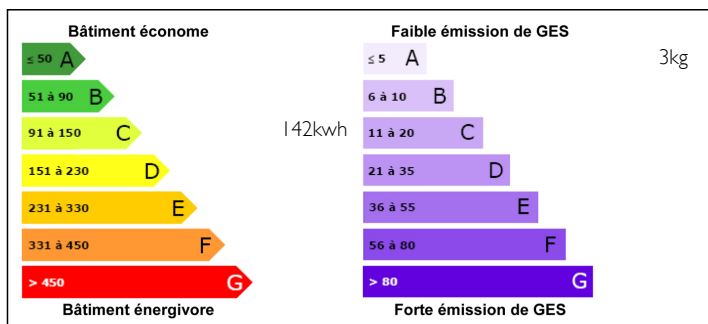 Bâtiment économe
≤ 50 A
51 à 90 B
91 à 150 C
142kwh
151 à 230 D
231 à 330 E
331 à 450 F
> 450 G
Bâtiment énergivore
Faible émission de GES
≤ 5 A
3kg
6 à 10 B
11 à 20 C
21 à 35 D
36 à 55 E
56 à 80 F
> 80 G
Forte émission de GES